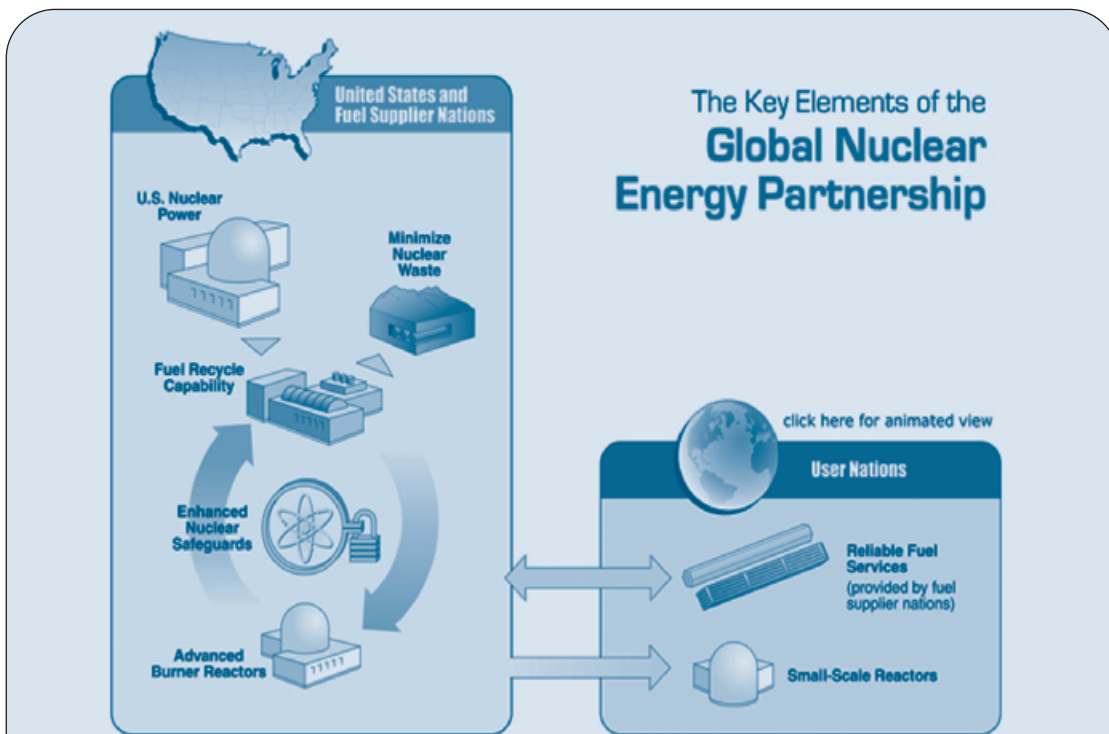 The Key Elements of the
Global Nuclear
Energy Partnership
United States and
Fuel Supplier Nations
U.S. Nuclear
Power
Minimize
Nuclear
Waste
Fuel Recycle
Capability
Enhanced
Nuclear
Safeguards
Advanced
Burner Reactors
click here for animated view
User Nations
Reliable Fuel
Services
(provided by fuel
supplier nations)
Small-Scale Reactors